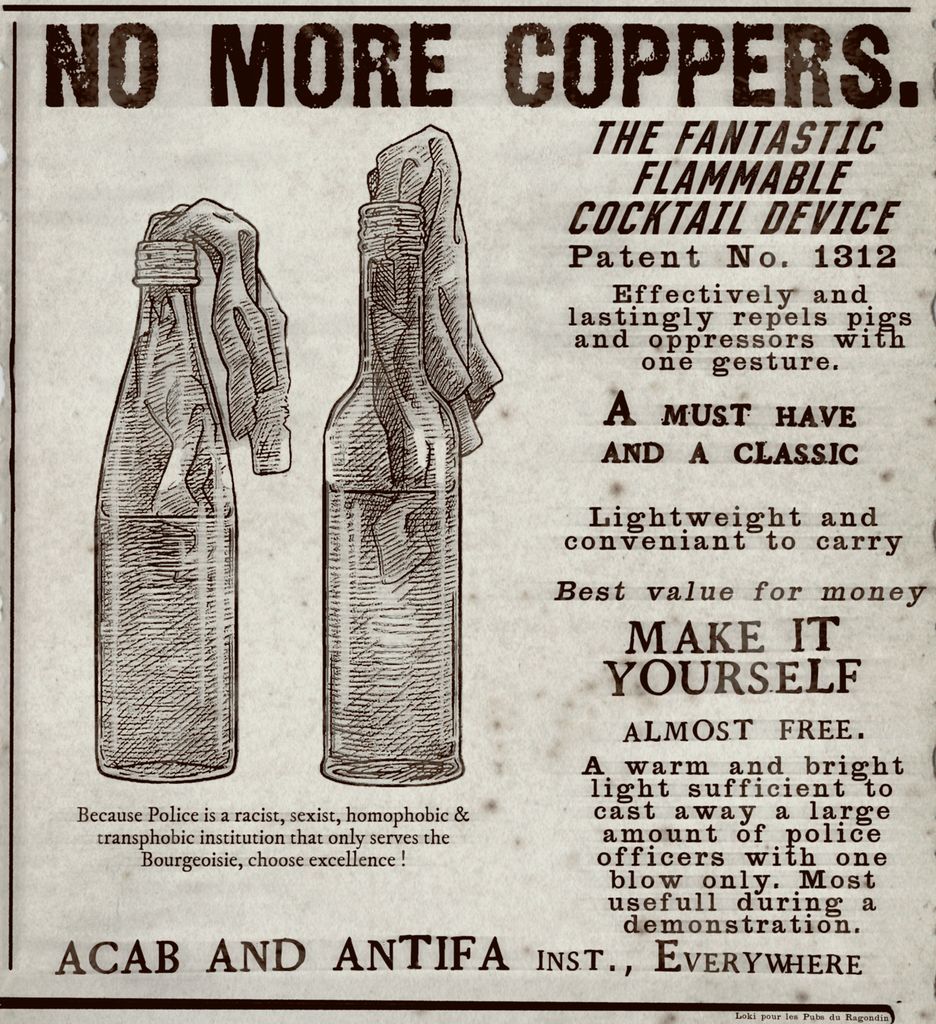 NO MORE COPPERS.
THE FANTASTIC
FLAMMABLE
COCKTAIL DEVICE
Patent No. 1312
Effectively and
lastingly repels pigs
and oppressors with
one gesture.
A MUST HAVE
AND A CLASSIC
Lightweight and
conveniant to carry
Best value for money
MAKE IT
YOURSELF
ALMOST FREE.
A warm and bright
light sufficient to
cast away a large
amount of police
officers with one
blow only. Most
usefull during a
demonstration.
Because Police is a racist, sexist, homophobic &
transphobic institution that only serves the
Bourgeoisie, choose excellence !
ACAB AND ANTIFA INST., EVERYWHERE
Loki pour les Pubs du Ragondin